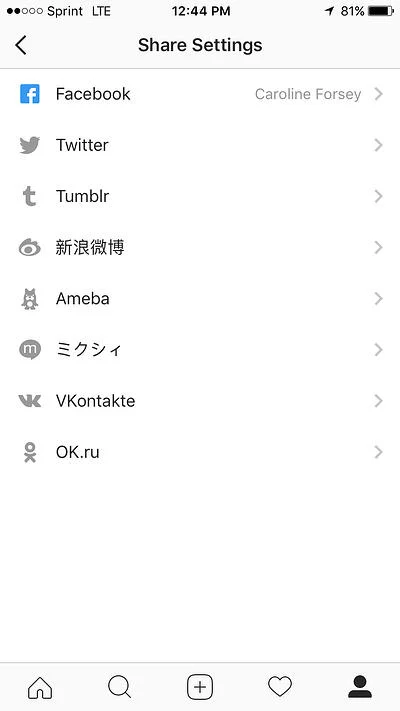 Sprint LTE 12:44 PM 81%
Share Settings
Facebook Caroline Forsey
Twitter
Tumblr
新浪微博
Ameba
ミクシィ
VKontakte
OK.ru